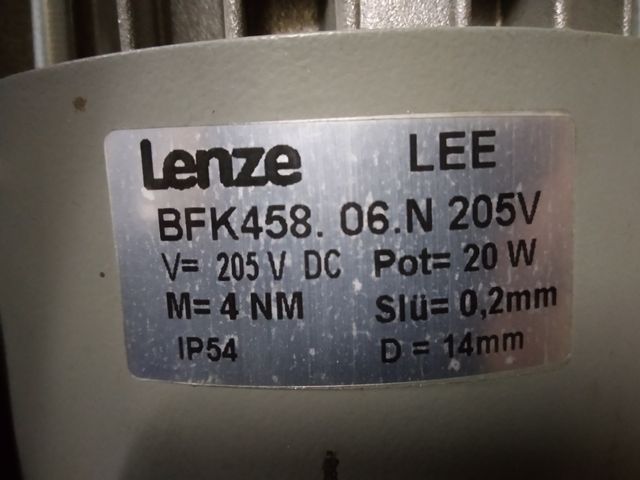 Lenze LEE
BFK458. 06.N 205V
V= 205 V DC Pot= 20 W
M= 4 NM Slü= 0,2mm
IP54 D = 14mm